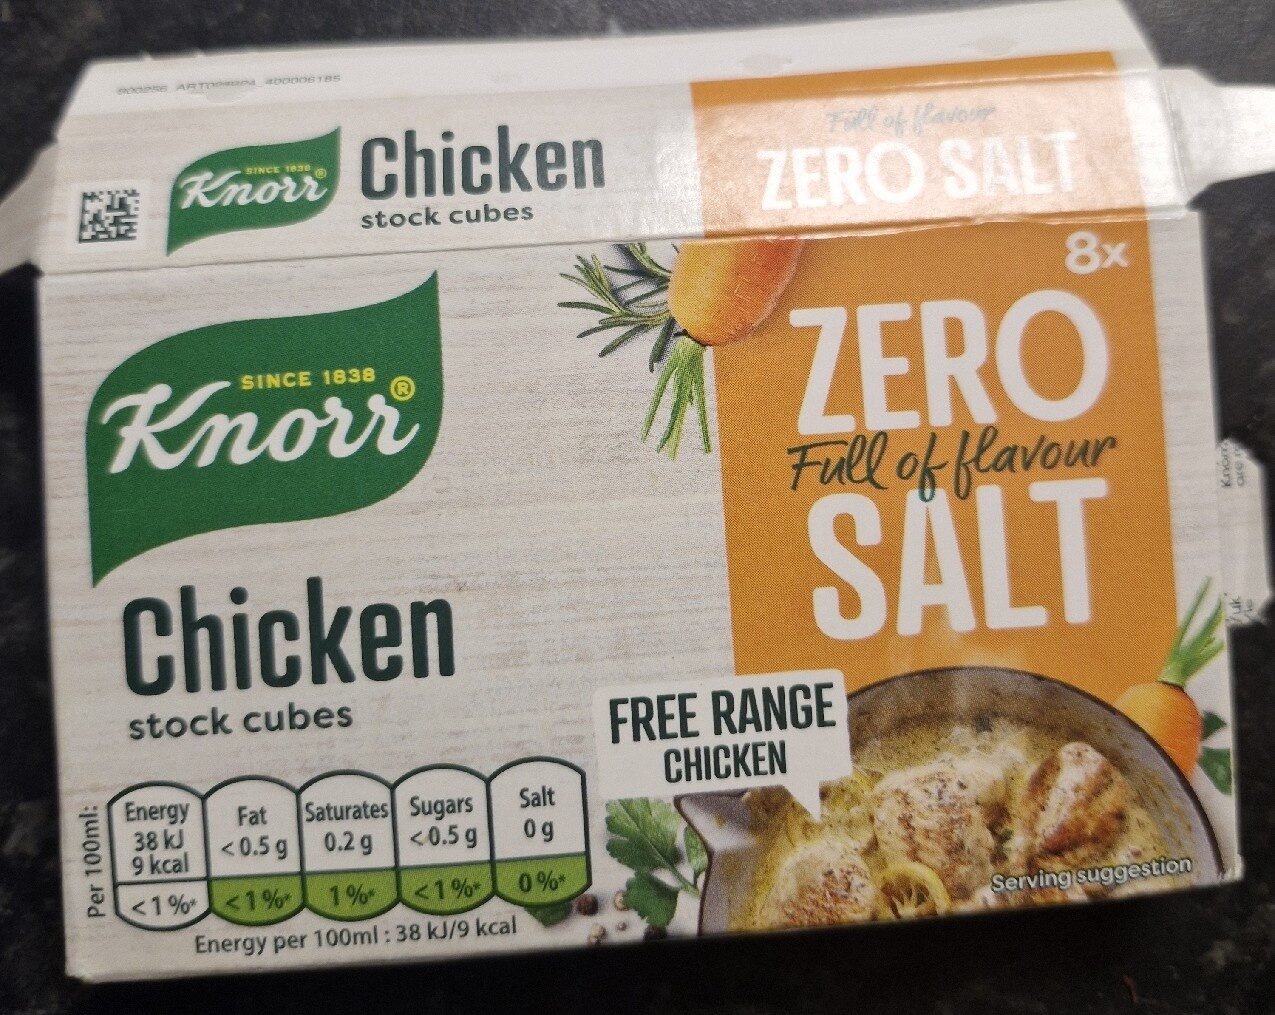 900256 ART098904 400006185
SINCE 1838
Knorr®
Chicken
stock cubes
Full of flavour
ZERO SALT
8x
ZERO
Full of flavour
SALT
SINCE 1838
Knorr®
Chicken
stock cubes
FREE RANGE
CHICKEN
Per 100ml:
Energy
38 kJ
9 kcal
<1%*
Fat
<0.5 g
<1%*
Saturates
0.2 g
1%*
Sugars
<0.5 g
<1%*
Salt
0 g
0%*
Energy per 100ml : 38 kJ/9 kcal
Serving suggestion